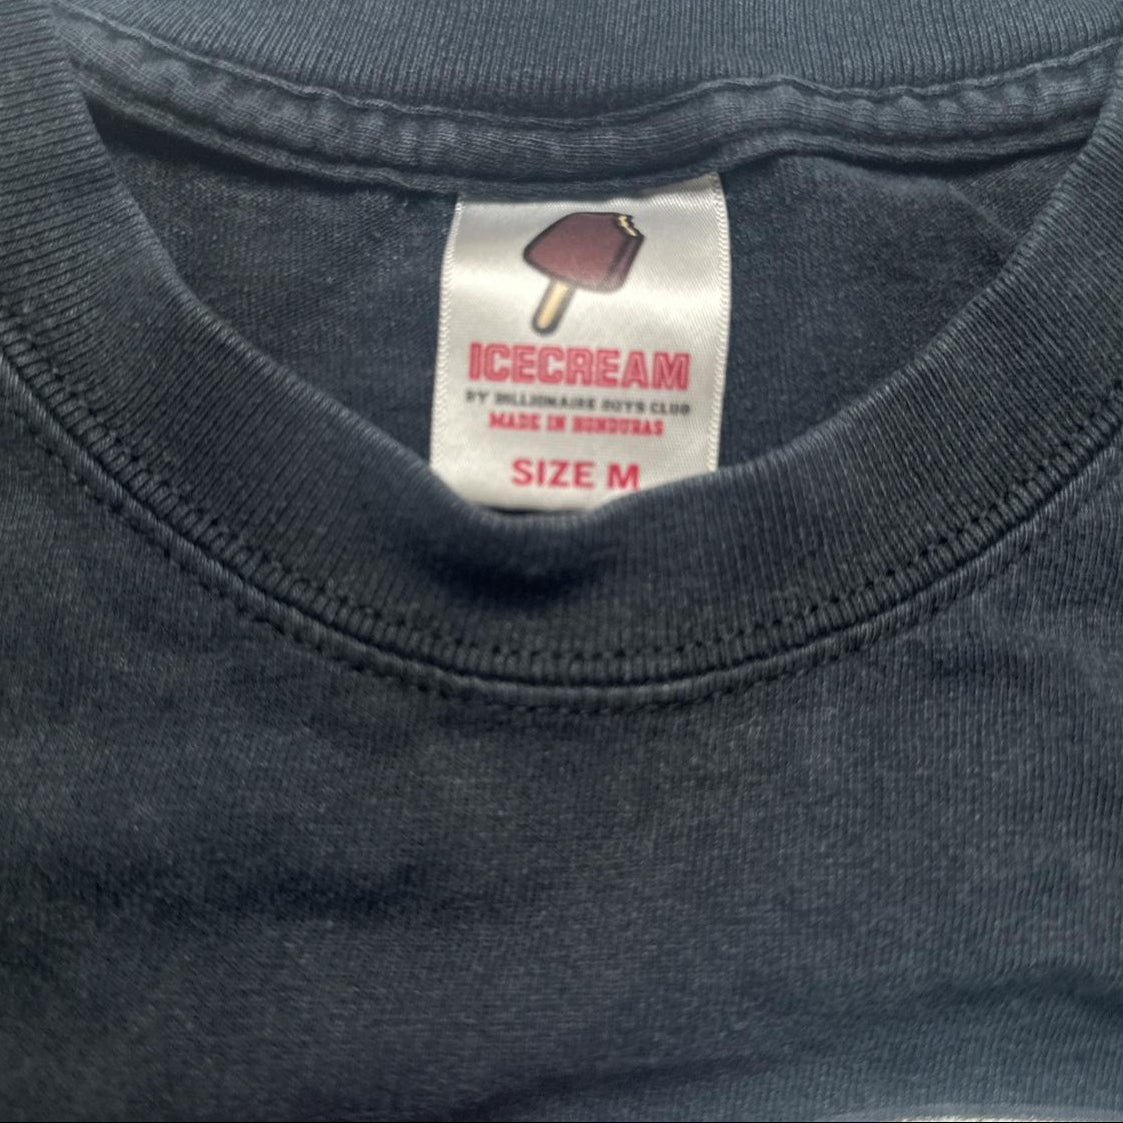 ICECREAM
BY BILLIONAIRE BOYS CLUB
MADE IN HONDURAS
SIZE M